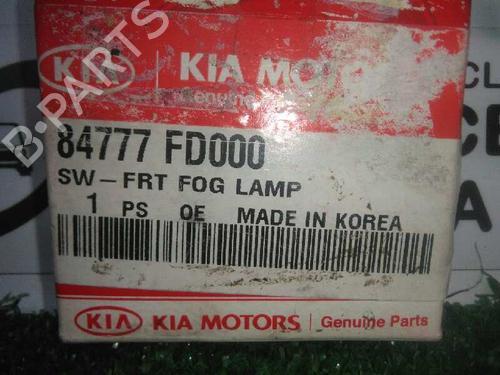 KIA
KIA MOTORS
Genuine
B-PARTS
84777 FD000
SW-FRT FOG LAMP
1 PS OE MADE IN KOREA
KIA KIA MOTORS | Genuine Parts